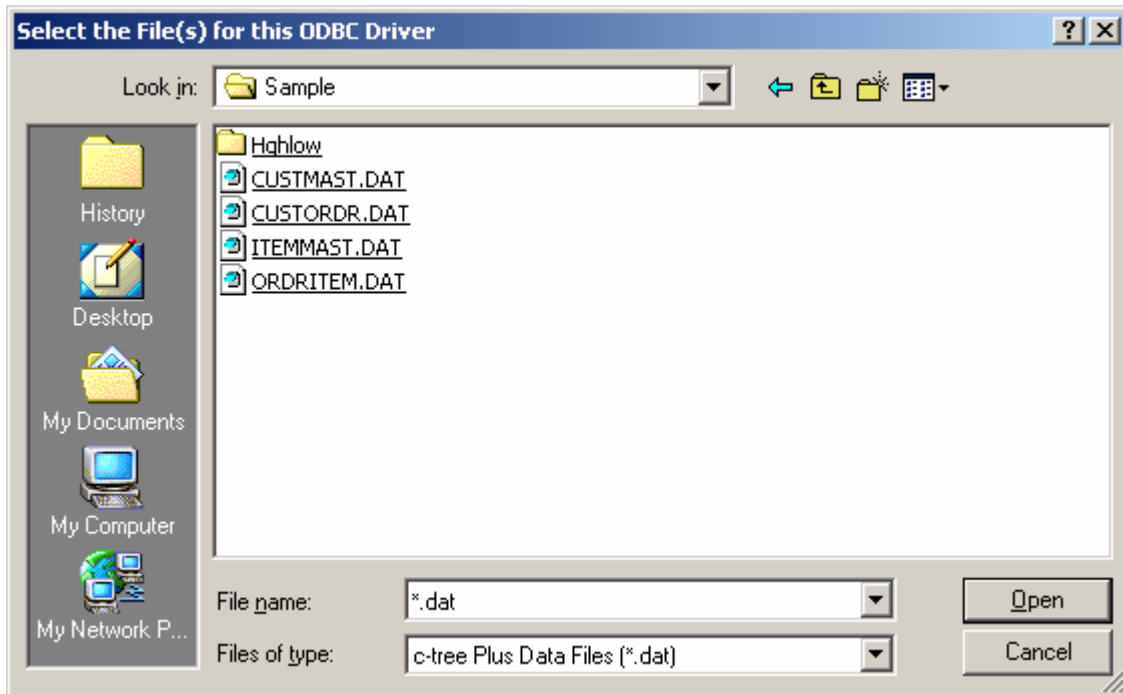 Select the File(s) for this ODBC Driver
Look in:
Sample
History
Desktop
My Documents
My Computer
My Network P...
Hqhlow
CUSTMAST.DAT
CUSTORDR.DAT
ITEMMAST.DAT
ORDRITEM.DAT
File name:
*.dat
Open
Files of type:
c-tree Plus Data Files (*.dat)
Cancel